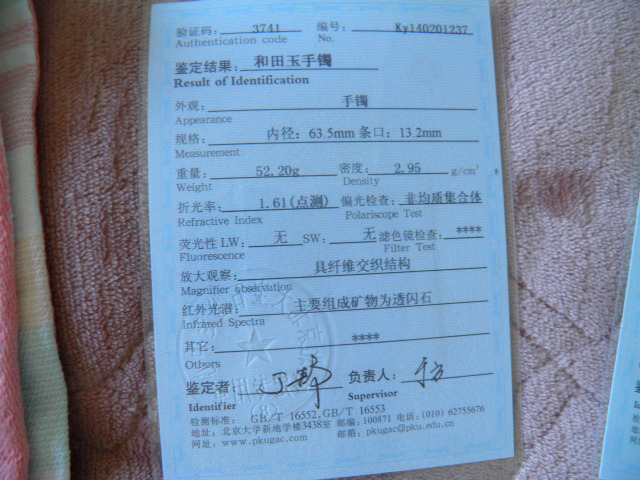 验证码： 3741 编号： Ky140201237
Authentication code No.
鉴定结果： 和田玉手镯
Result of Identification
外观： 手镯
Appearance
规格： 内径：63.5mm 条口：13.2mm
Measurement
重量： 52.20g 密度： 2.95 g/cm³
Weight Density
折光率： 1.61(点测) 偏光检查： 非均质集合体
Refractive Index Polariscope Test
荧光性 LW： 无 SW： 无 滤色镜检查： ****
Fluorescence Filter Test
放大观察： 具纤维交织结构
Magnifier observation
红外光谱： 主要组成矿物为透闪石
Infrared Spectra
其它： ****
Others
鉴定者： 负责人：
Identifier Supervisor
检测标准： GB/T 16552,GB/T 16553
地址：北京大学新地学楼3438室 邮编：100871 电话：(010) 62755676
网址：www.pkugac.com 邮箱：pkugac@pku.edu.cn